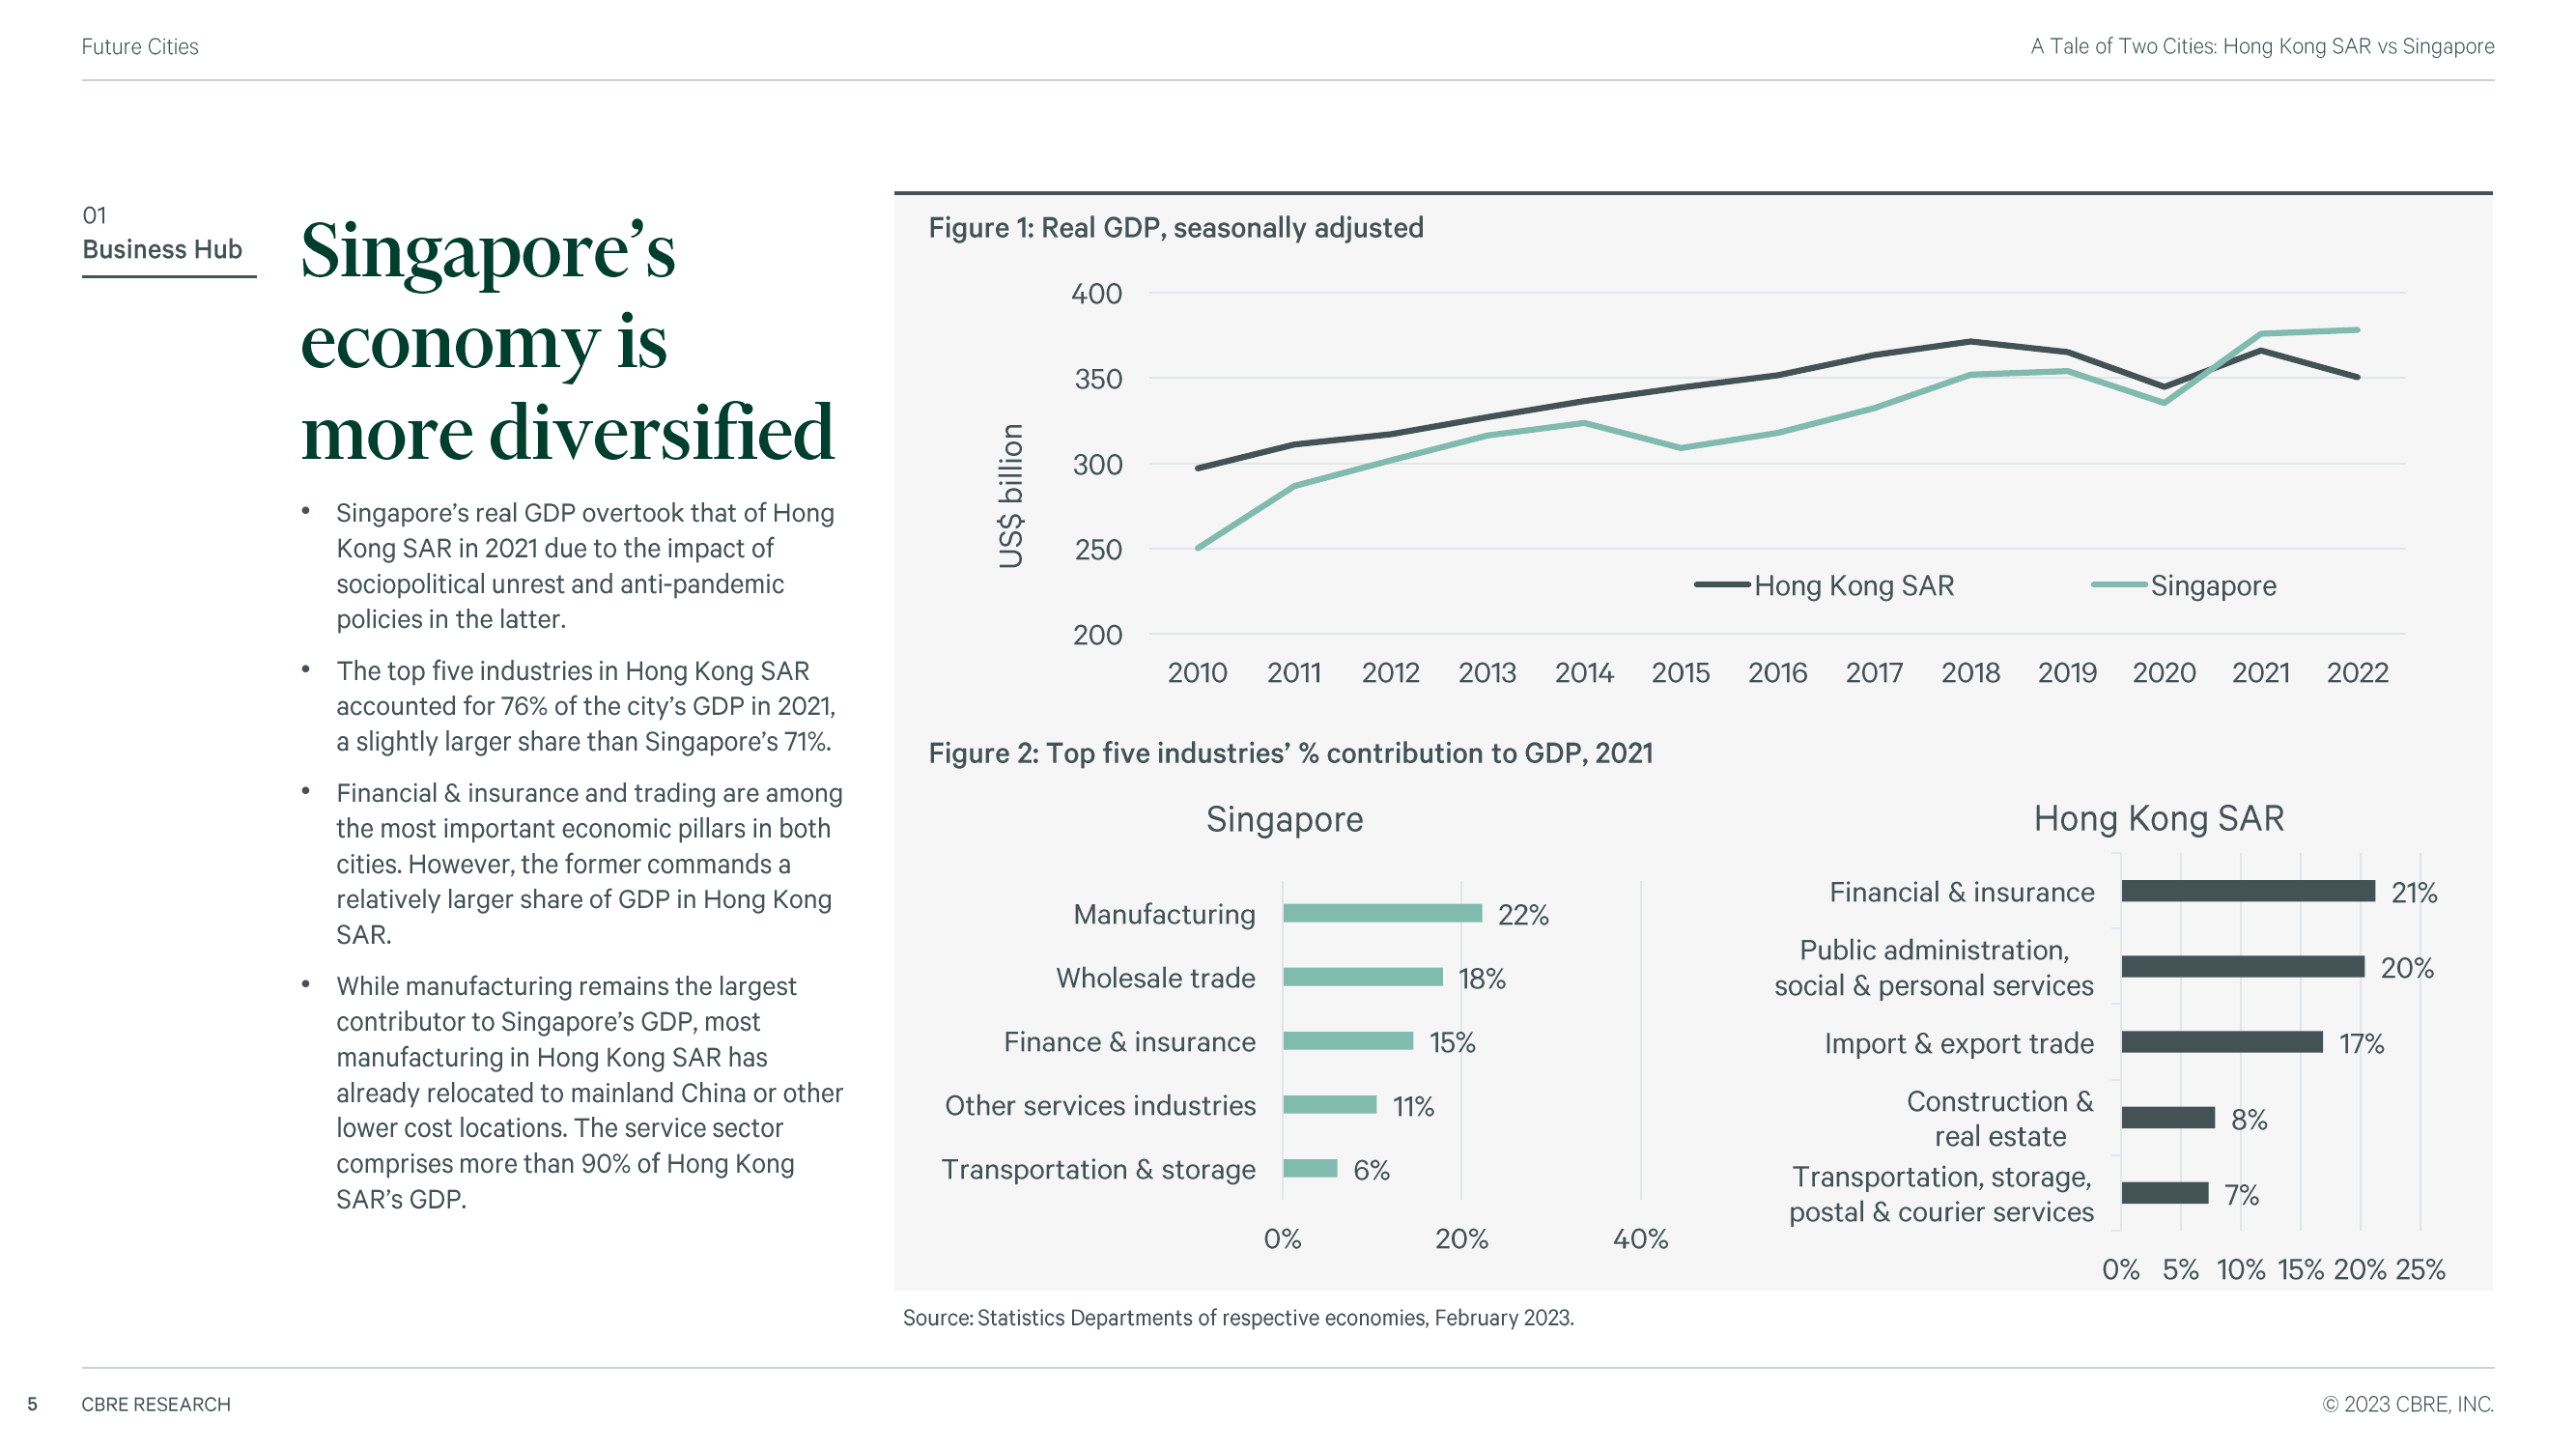 Future Cities
A Tale of Two Cities: Hong Kong SAR vs Singapore
01
Business Hub
Singapore’s
economy is
more diversified
• Singapore’s real GDP overtook that of Hong
Kong SAR in 2021 due to the impact of
sociopolitical unrest and anti-pandemic
policies in the latter.
• The top five industries in Hong Kong SAR
accounted for 76% of the city’s GDP in 2021,
a slightly larger share than Singapore’s 71%.
• Financial & insurance and trading are among
the most important economic pillars in both
cities. However, the former commands a
relatively larger share of GDP in Hong Kong
SAR.
• While manufacturing remains the largest
contributor to Singapore’s GDP, most
manufacturing in Hong Kong SAR has
already relocated to mainland China or other
lower cost locations. The service sector
comprises more than 90% of Hong Kong
SAR’s GDP.
Figure 1: Real GDP, seasonally adjusted
US$ billion
400
350
300
250
200
Hong Kong SAR
Singapore
2010 2011 2012 2013 2014 2015 2016 2017 2018 2019 2020 2021 2022
Figure 2: Top five industries’ % contribution to GDP, 2021
Singapore
Manufacturing 22%
Wholesale trade 18%
Finance & insurance 15%
Other services industries 11%
Transportation & storage 6%
0% 20% 40%
Hong Kong SAR
Financial & insurance 21%
Public administration,
social & personal services 20%
Import & export trade 17%
Construction &
real estate 8%
Transportation, storage,
postal & courier services 7%
0% 5% 10% 15% 20% 25%
Source: Statistics Departments of respective economies, February 2023.
5 CBRE RESEARCH
© 2023 CBRE, INC.